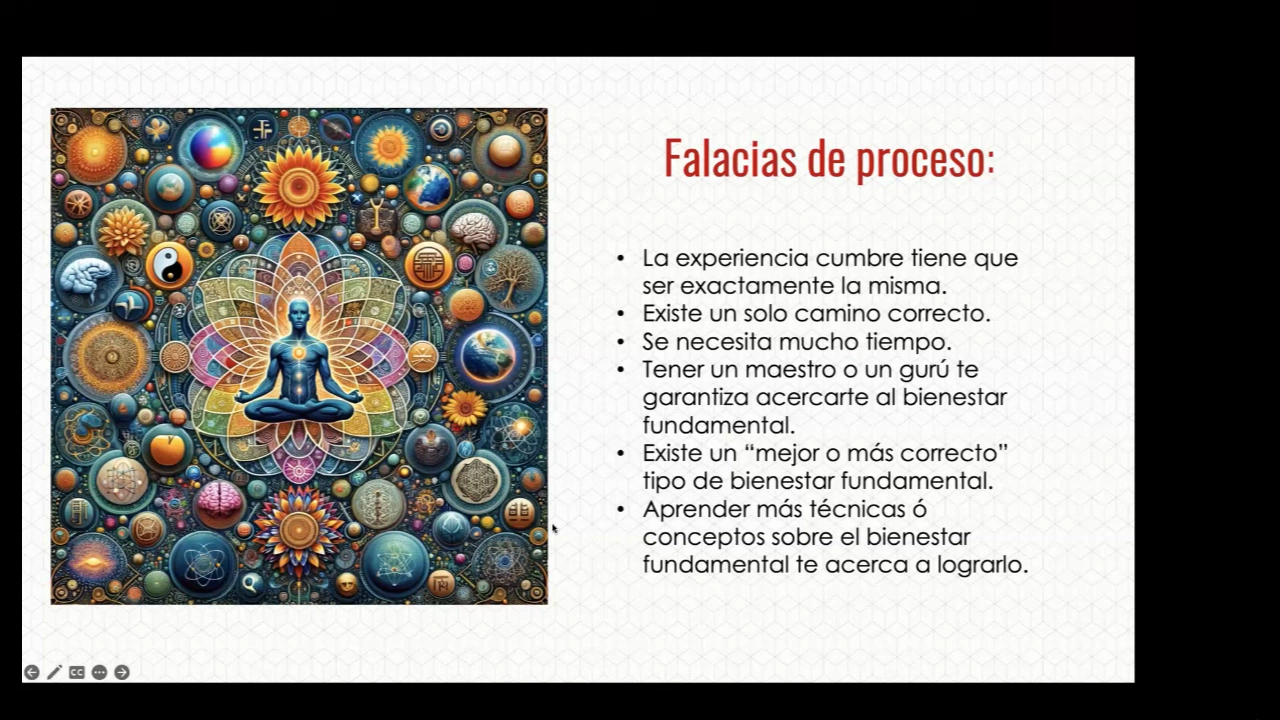 Falacias de proceso:
• La experiencia cumbre tiene que
ser exactamente la misma.
• Existe un solo camino correcto.
• Se necesita mucho tiempo.
• Tener un maestro o un gurú te
garantiza acercarte al bienestar
fundamental.
• Existe un “mejor o más correcto”
tipo de bienestar fundamental.
• Aprender más técnicas ó
conceptos sobre el bienestar
fundamental te acerca a lograrlo.
CC